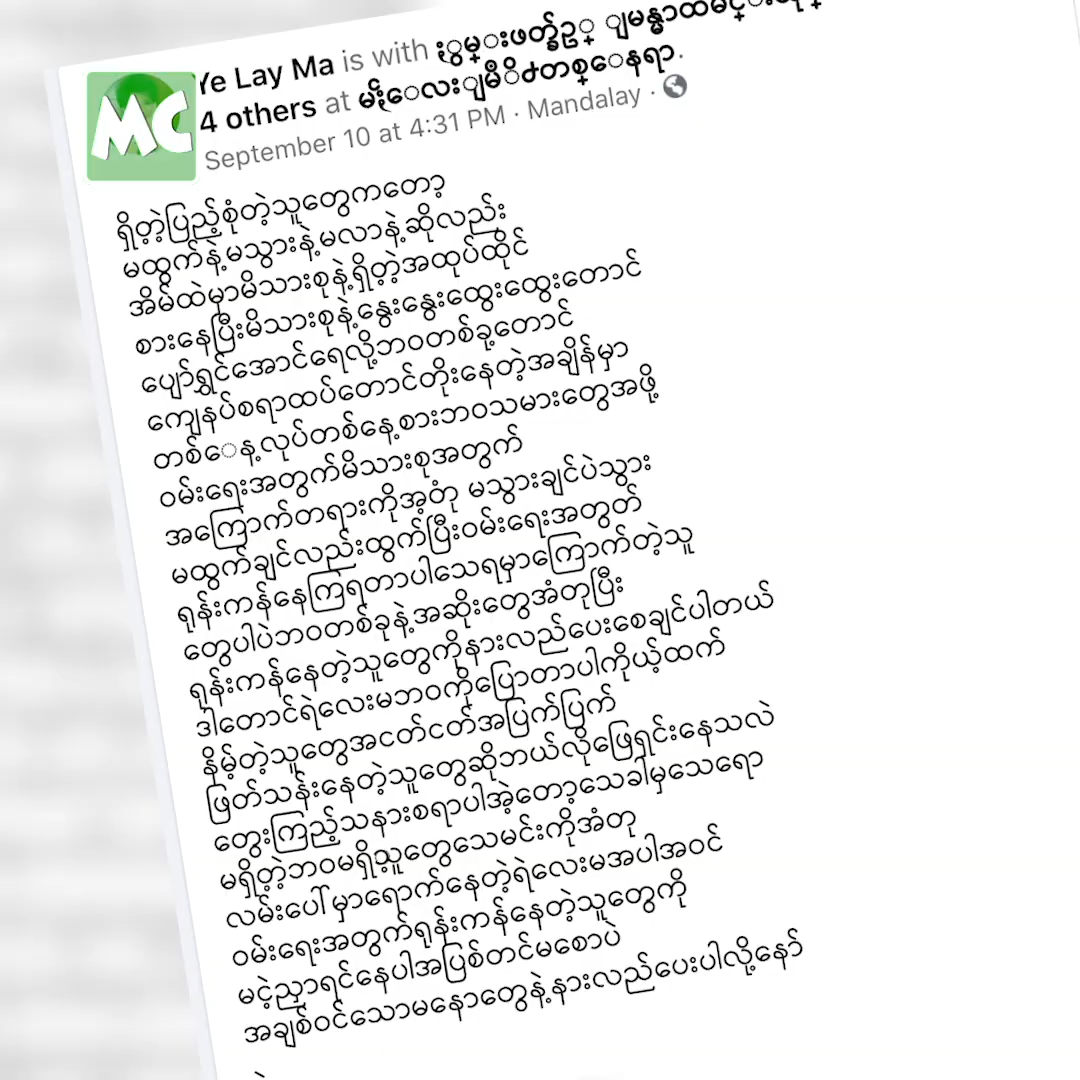 MC
Ye Lay Ma is with
4 others at
September 10 at 4:31 PM · Mandalay ·
ရှိတဲ့ပြည့်စုံတဲ့သူတွေကတော့
မထွက်နဲ့မသွားနဲ့မလာနဲ့ဆိုလည်း
အိမ်ထဲမှာမိသားစုနဲ့ရှိတဲ့အထုပ်ထိုင်
စားနေပြီးမိသားစုနဲ့နွေးနွေးထွေးထွေးတောင်
ပျော်ရွှင်အောင်ရေလို့ဘဝတစ်ခုတောင်
ကျေနပ်စရာထပ်တောင်တိုးနေတဲ့အချိန်မှာ
တစ်ေန့လုပ်တစ်နေ့စားဘဝသမားတွေအဖို့
ဝမ်းရေးအတွက်မိသားစုအတွက်
အကြောက်တရားကိုအံ့တု မသွားချင်ပဲသွား
မထွက်ချင်လည်းထွက်ပြီးဝမ်းရေးအတွတ်
ရုန်းကန်နေကြရတာပါသေရမှာကြောက်တဲ့သူ
တွေပါပဲဘဝတစ်ခုနဲ့အဆိုးတွေအံတုပြီး
ရုန်းကန်နေတဲ့သူတွေကိုနားလည်ပေးစေချင်ပါတယ်
ဒါတောင်ရဲလေးမဘဝကိုပြောတာပါကိုယ့်ထက်
နိမ့်တဲ့သူတွေအငတ်ငတ်အပြက်ပြက်
ဖြတ်သန်းနေတဲ့သူတွေဆိုဘယ်လိုဖြေရှင်းနေသလဲ
တွေးကြည့်သနားစရာပါအဲ့တော့သေခါမှသေရော
မရှိတဲ့ဘဝမရှိသူတွေသေမင်းကိုအံတု
လမ်းပေါ်မှာရောက်နေတဲ့ရဲလေးမအပါအဝင်
ဝမ်းရေးအတွက်ရုန်းကန်နေတဲ့သူတွေကို
မငဲ့ညှာရင်နေပါအပြစ်တင်မစောပဲ
အချစ်ဝင်သောမနောတွေနဲ့နားလည်ပေးပါလို့နော်